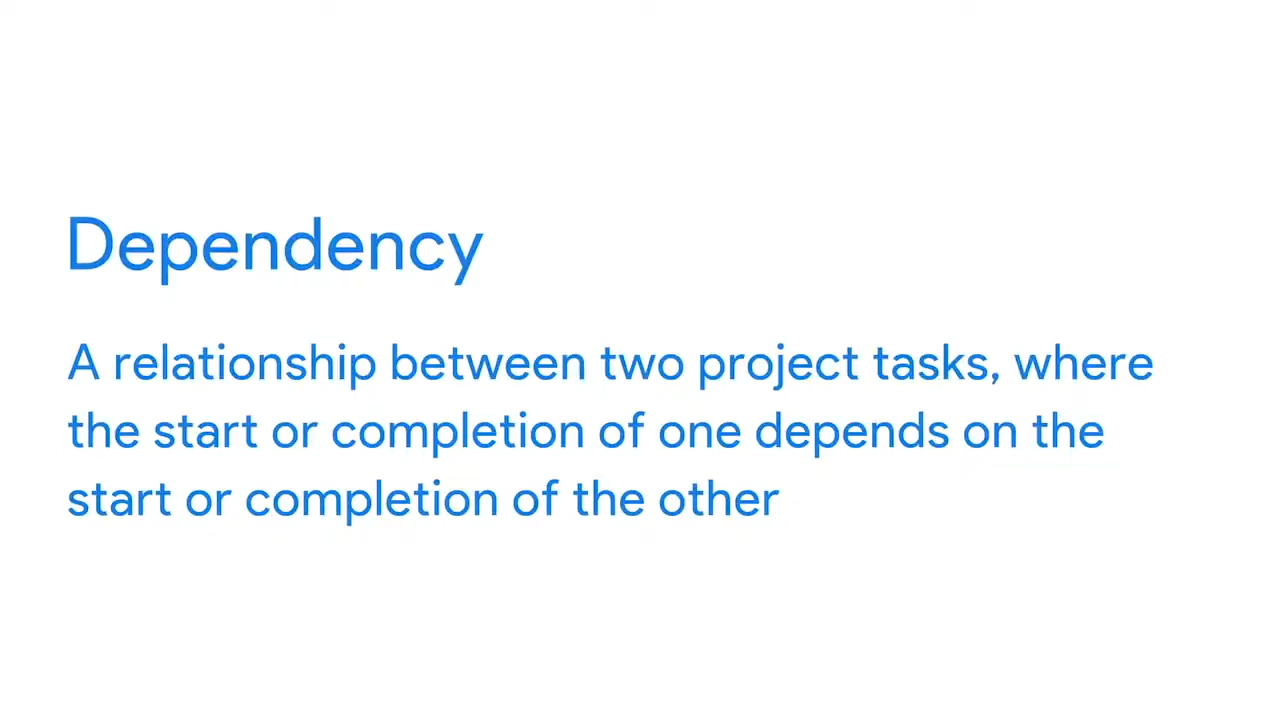 Dependency
A relationship between two project tasks, where
the start or completion of one depends on the
start or completion of the other